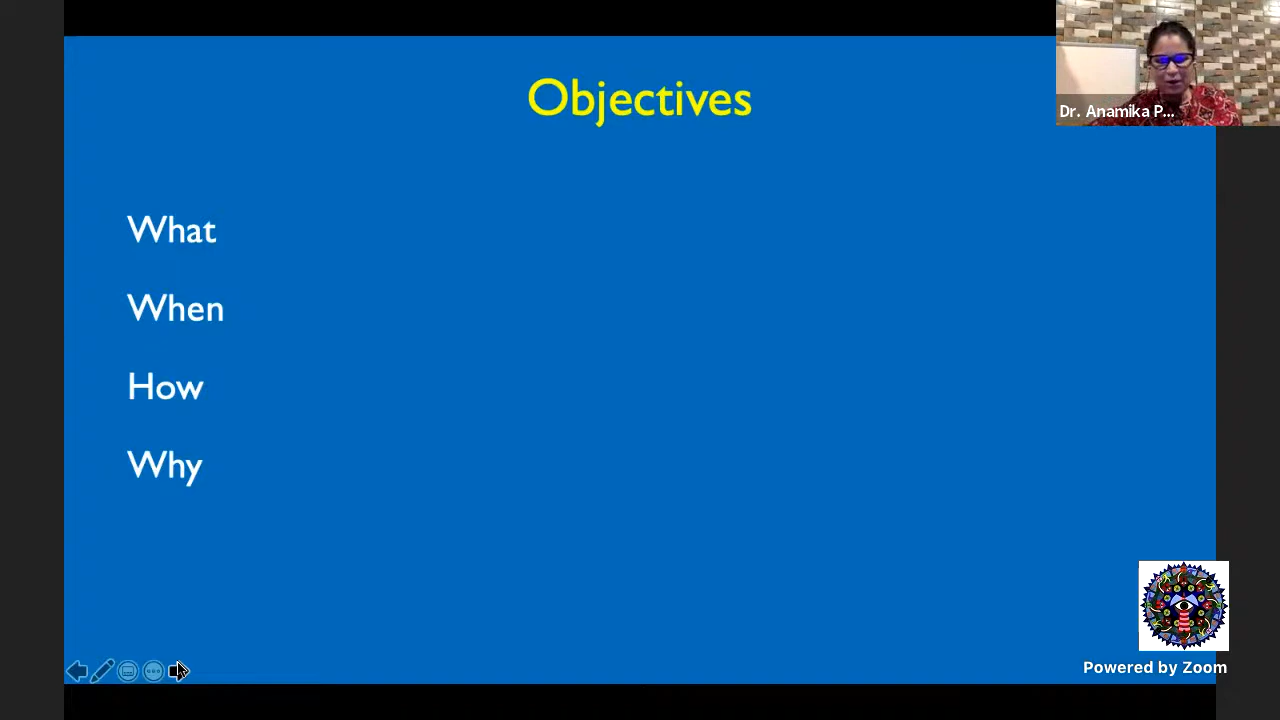 Objectives
Dr. Anamika P...
What
When
How
Why
Powered by Zoom